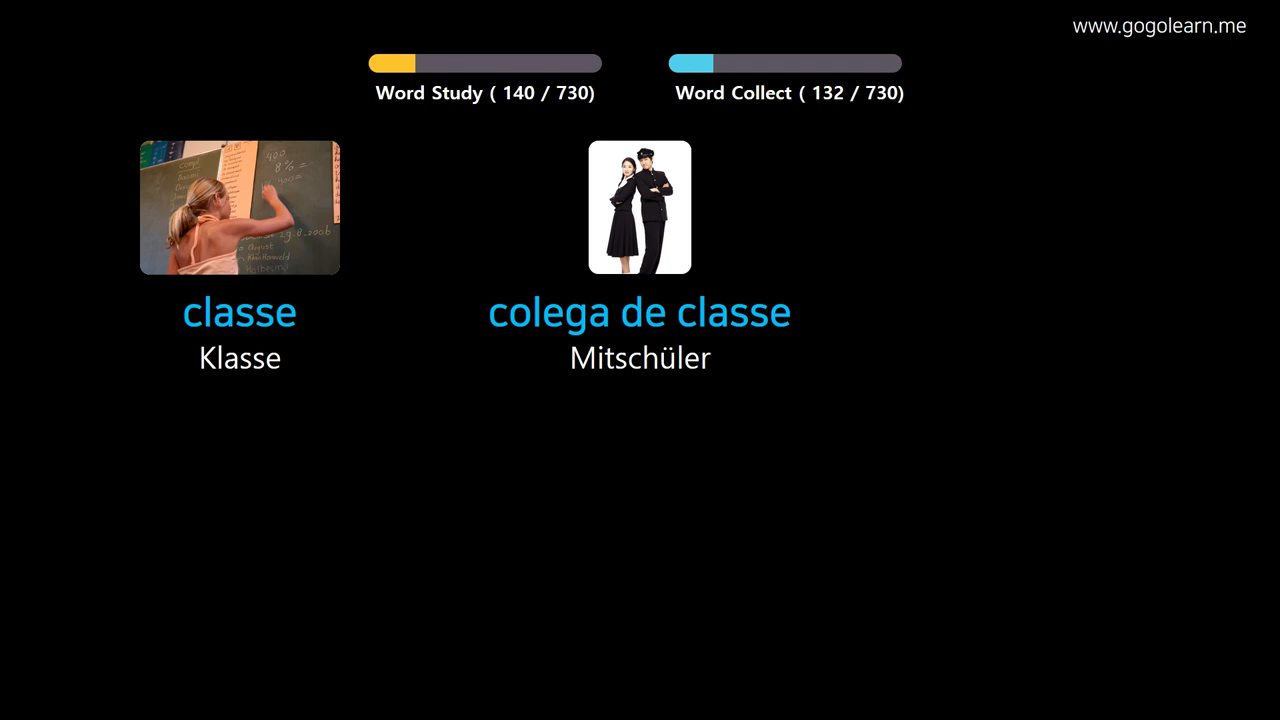 www.gogolearn.me
Word Study ( 140 / 730)
Word Collect ( 132 / 730)
classe
Klasse
colega de classe
Mitschüler